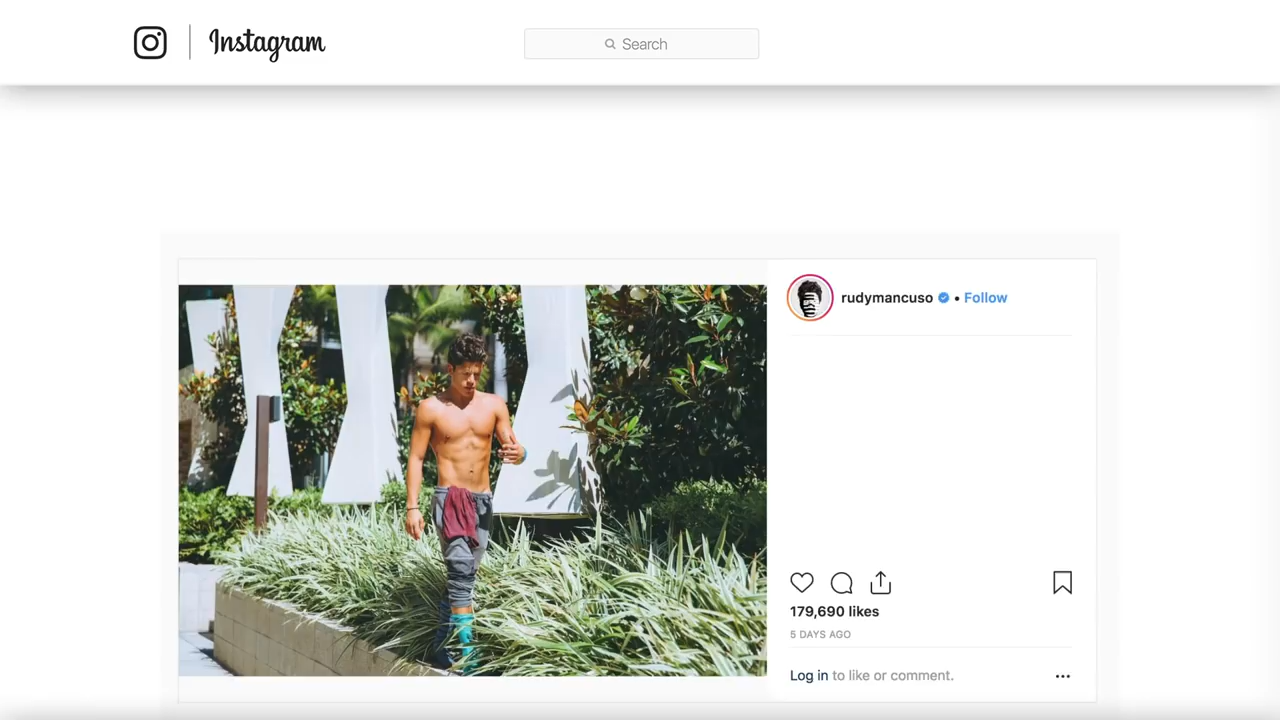 Instagram
Search
rudymancuso • Follow
179,690 likes
5 DAYS AGO
Log in to like or comment.